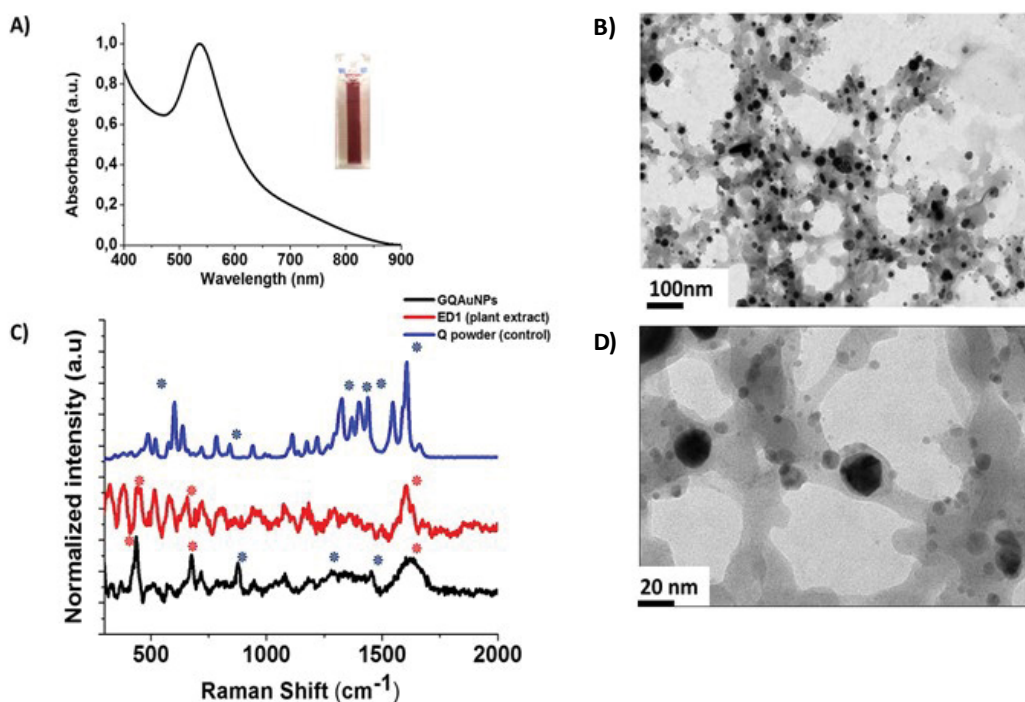 A)
Absorbance (a.u.)
1,0
0,8
0,6
0,4
0,2
0,0
400 500 600 700 800 900
Wavelength (nm)
B)
100nm
C)
GQAuNPs
ED1 (plant extract)
Q powder (control)
Normalized intensity (a.u)
500 1000 1500 2000
Raman Shift (cm⁻¹)
D)
20 nm